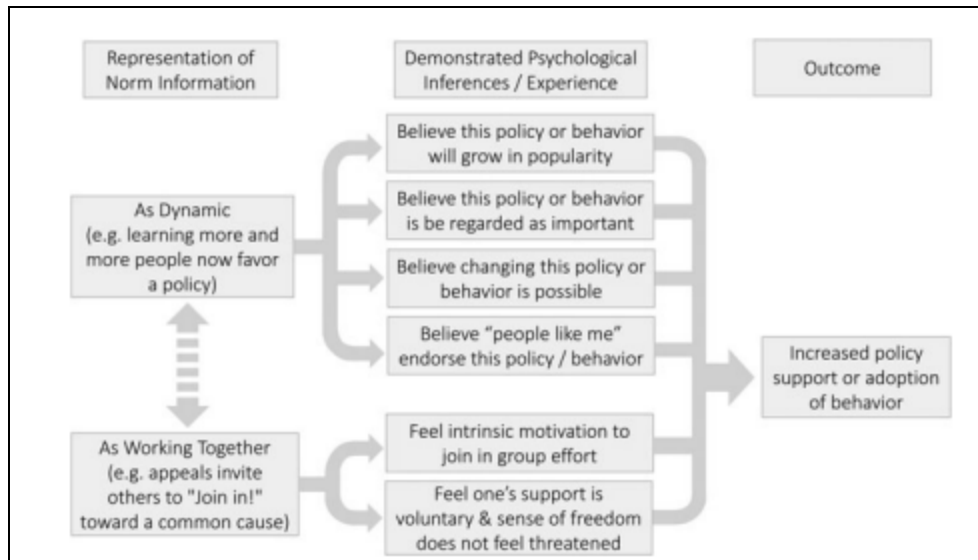 Representation of
Norm Information
Demonstrated Psychological
Inferences / Experience
Outcome
As Dynamic
(e.g. learning more and
more people now favor
a policy)
Believe this policy or behavior
will grow in popularity
Believe this policy or behavior
is be regarded as important
Believe changing this policy or
behavior is possible
Believe “people like me”
endorse this policy / behavior
As Working Together
(e.g. appeals invite
others to "Join in!"
toward a common cause)
Feel intrinsic motivation to
join in group effort
Feel one's support is
voluntary & sense of freedom
does not feel threatened
Increased policy
support or adoption
of behavior